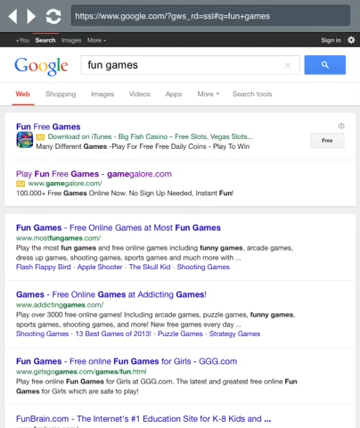 https://www.google.com/?gws_rd=ssl#q=fun+games
+You Search Images More Sign in
Google fun games ×
Web Shopping Images Videos Apps More Search tools
Fun Free Games
Ad Download on iTunes - Big Fish Casino – Free Slots, Vegas Slots...
Many Different Games -Play For Free Free Daily Coins - Play To Win
Free
Play Fun Free Games - gamegalore.com
Ad www.gamegalore.com/
100,000+ Free Games Online Now. No Sign Up Needed, Instant Fun!
Fun Games - Free Online Games at Most Fun Games
www.mostfungames.com/
Play the most fun games and free online games including funny games, arcade games,
dress up games, shooting games, sports games and much more with ...
Flash Flappy Bird - Apple Shooter - The Skull Kid - Shooting Games
Games - Free Online Games at Addicting Games!
www.addictinggames.com/
Play over 3000 free online games! Including arcade games, puzzle games, funny games,
sports games, shooting games, and more! New free games every day ...
Shooting Games - 13 Best Games of 2013! - Puzzle Games - Strategy Games
Fun Games - Free online Fun Games for Girls - GGG.com
www.girlsgogames.com/games/fun.html
Play free online Fun Games for Girls at GGG.com. The latest and greatest free online Fun
Games for Girls which are safe to play!
FunBrain.com - The Internet's #1 Education Site for K-8 Kids and ...